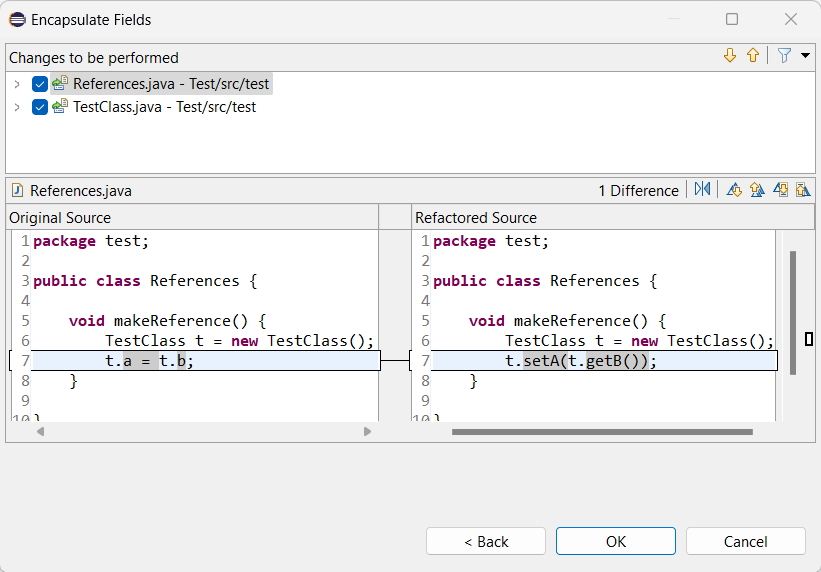 Encapsulate Fields
Changes to be performed
References.java - Test/src/test
TestClass.java - Test/src/test
References.java
1 Difference
Original Source
1 package test;
2
3 public class References {
4
5     void makeReference() {
6         TestClass t = new TestClass();
7         t.a = t.b;
8     }
9
10 }
Refactored Source
1 package test;
2
3 public class References {
4
5     void makeReference() {
6         TestClass t = new TestClass();
7         t.setA(t.getB());
8     }
9
10 }
< Back
OK
Cancel